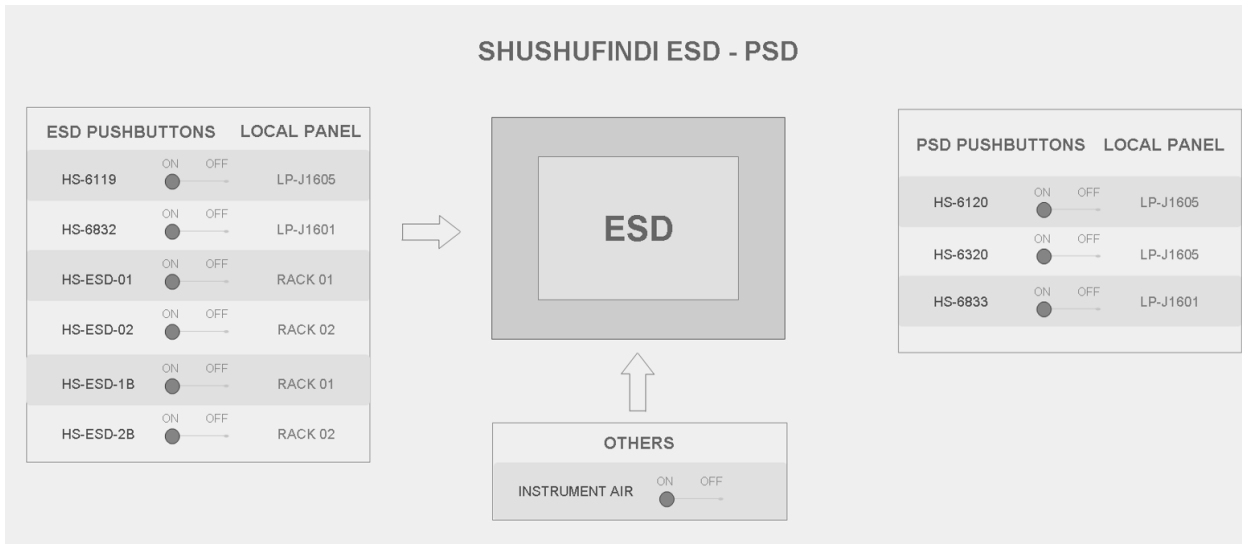 SHUSHUFINDI ESD - PSD
ESD PUSHBUTTONS LOCAL PANEL
ON OFF
HS-6119 LP-J1605
ON OFF
HS-6832 LP-J1601
ON OFF
HS-ESD-01 RACK 01
ON OFF
HS-ESD-02 RACK 02
ON OFF
HS-ESD-1B RACK 01
ON OFF
HS-ESD-2B RACK 02
ESD
OTHERS
ON OFF
INSTRUMENT AIR
PSD PUSHBUTTONS LOCAL PANEL
ON OFF
HS-6120 LP-J1605
ON OFF
HS-6320 LP-J1605
ON OFF
HS-6833 LP-J1601